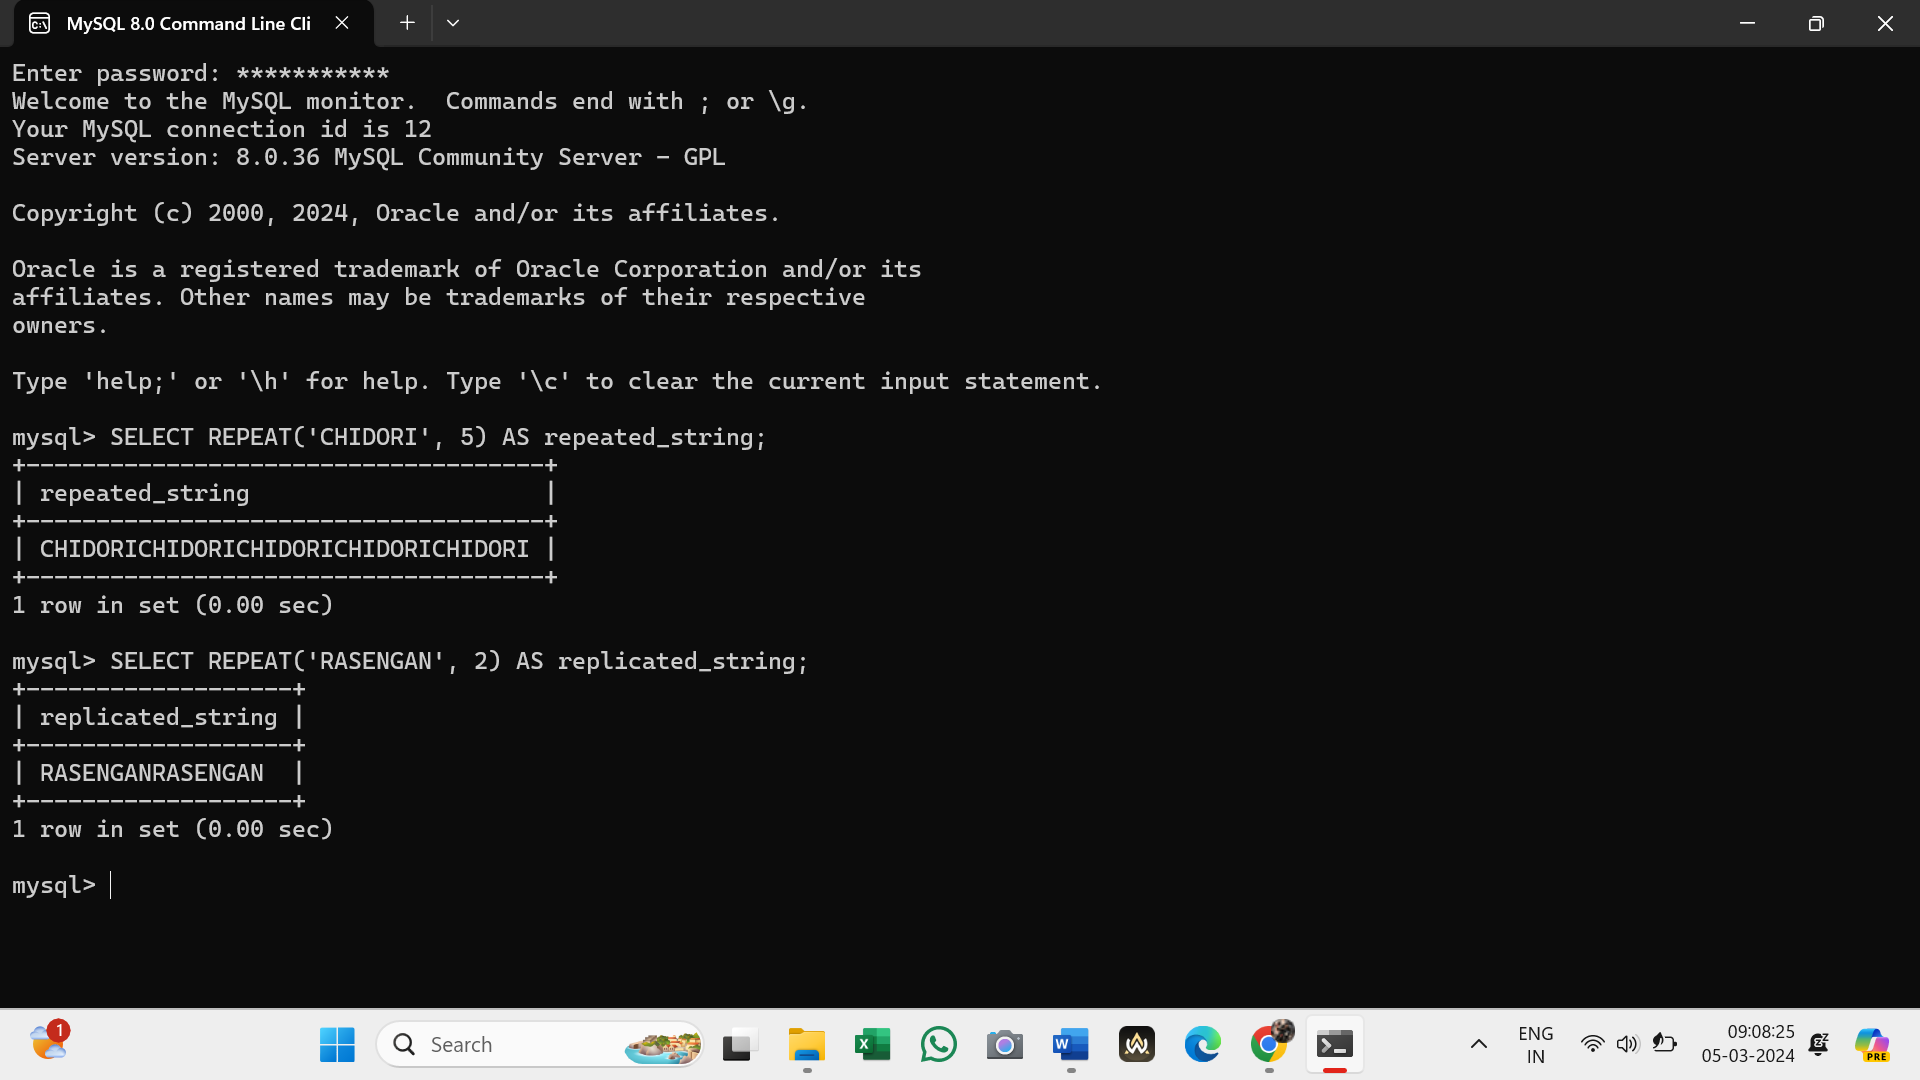 MySQL 8.0 Command Line Cli
Enter password: ***********
Welcome to the MySQL monitor.  Commands end with ; or \g.
Your MySQL connection id is 12
Server version: 8.0.36 MySQL Community Server - GPL
Copyright (c) 2000, 2024, Oracle and/or its affiliates.
Oracle is a registered trademark of Oracle Corporation and/or its
affiliates. Other names may be trademarks of their respective
owners.
Type 'help;' or '\h' for help. Type '\c' to clear the current input statement.
mysql> SELECT REPEAT('CHIDORI', 5) AS repeated_string;
+-------------------------------------+
| repeated_string                     |
+-------------------------------------+
| CHIDORICHIDORICHIDORICHIDORICHIDORI |
+-------------------------------------+
1 row in set (0.00 sec)
mysql> SELECT REPEAT('RASENGAN', 2) AS replicated_string;
+-------------------+
| replicated_string |
+-------------------+
| RASENGANRASENGAN  |
+-------------------+
1 row in set (0.00 sec)
mysql>
1
Search
ENG
IN
09:08:25
05-03-2024
PRE